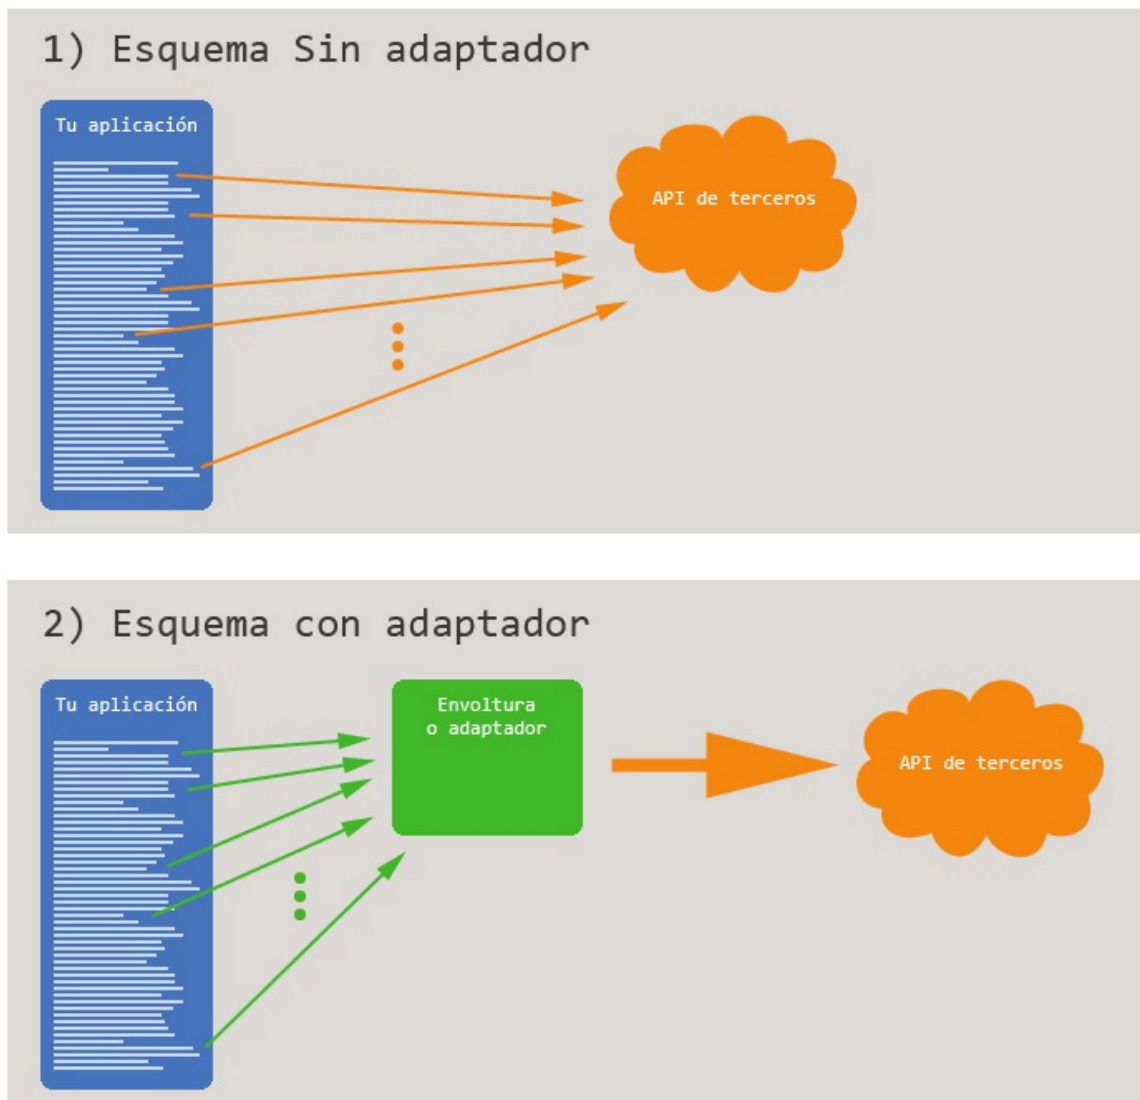 1) Esquema Sin adaptador
Tu aplicación
API de terceros
2) Esquema con adaptador
Tu aplicación
Envoltura
o adaptador
API de terceros